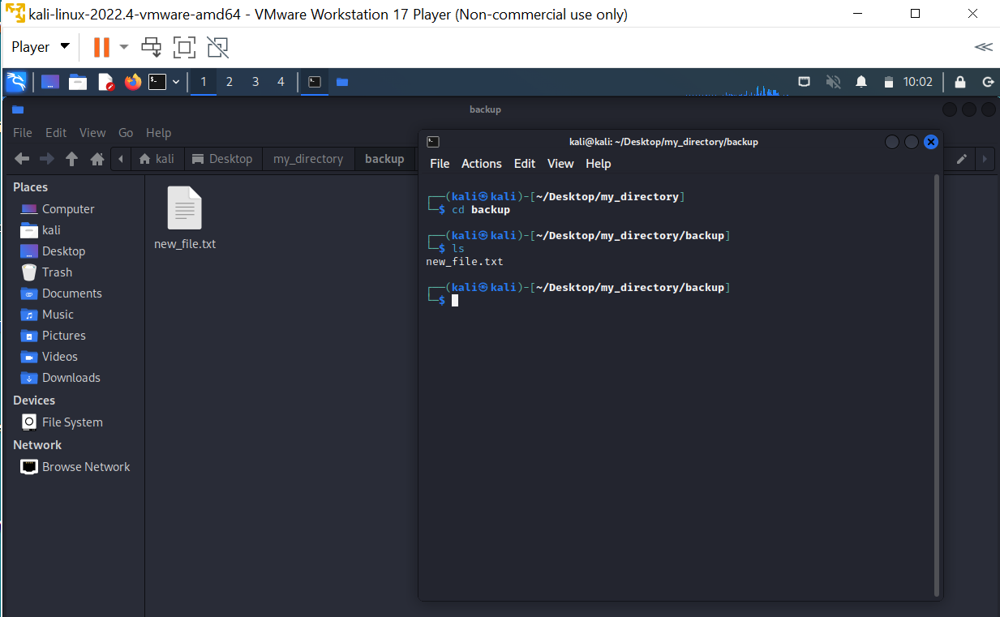 kali-linux-2022.4-vmware-amd64 - VMware Workstation 17 Player (Non-commercial use only)
Player
1 2 3 4 10:02
backup
File Edit View Go Help
kali Desktop my_directory backup
Places
Computer
kali
Desktop
Trash
Documents
Music
Pictures
Videos
Downloads
Devices
File System
Network
Browse Network
new_file.txt
kali@kali: ~/Desktop/my_directory/backup
File Actions Edit View Help
┌──(kali㉿kali)-[~/Desktop/my_directory]
└─$ cd backup
┌──(kali㉿kali)-[~/Desktop/my_directory/backup]
└─$ ls
new_file.txt
┌──(kali㉿kali)-[~/Desktop/my_directory/backup]
└─$